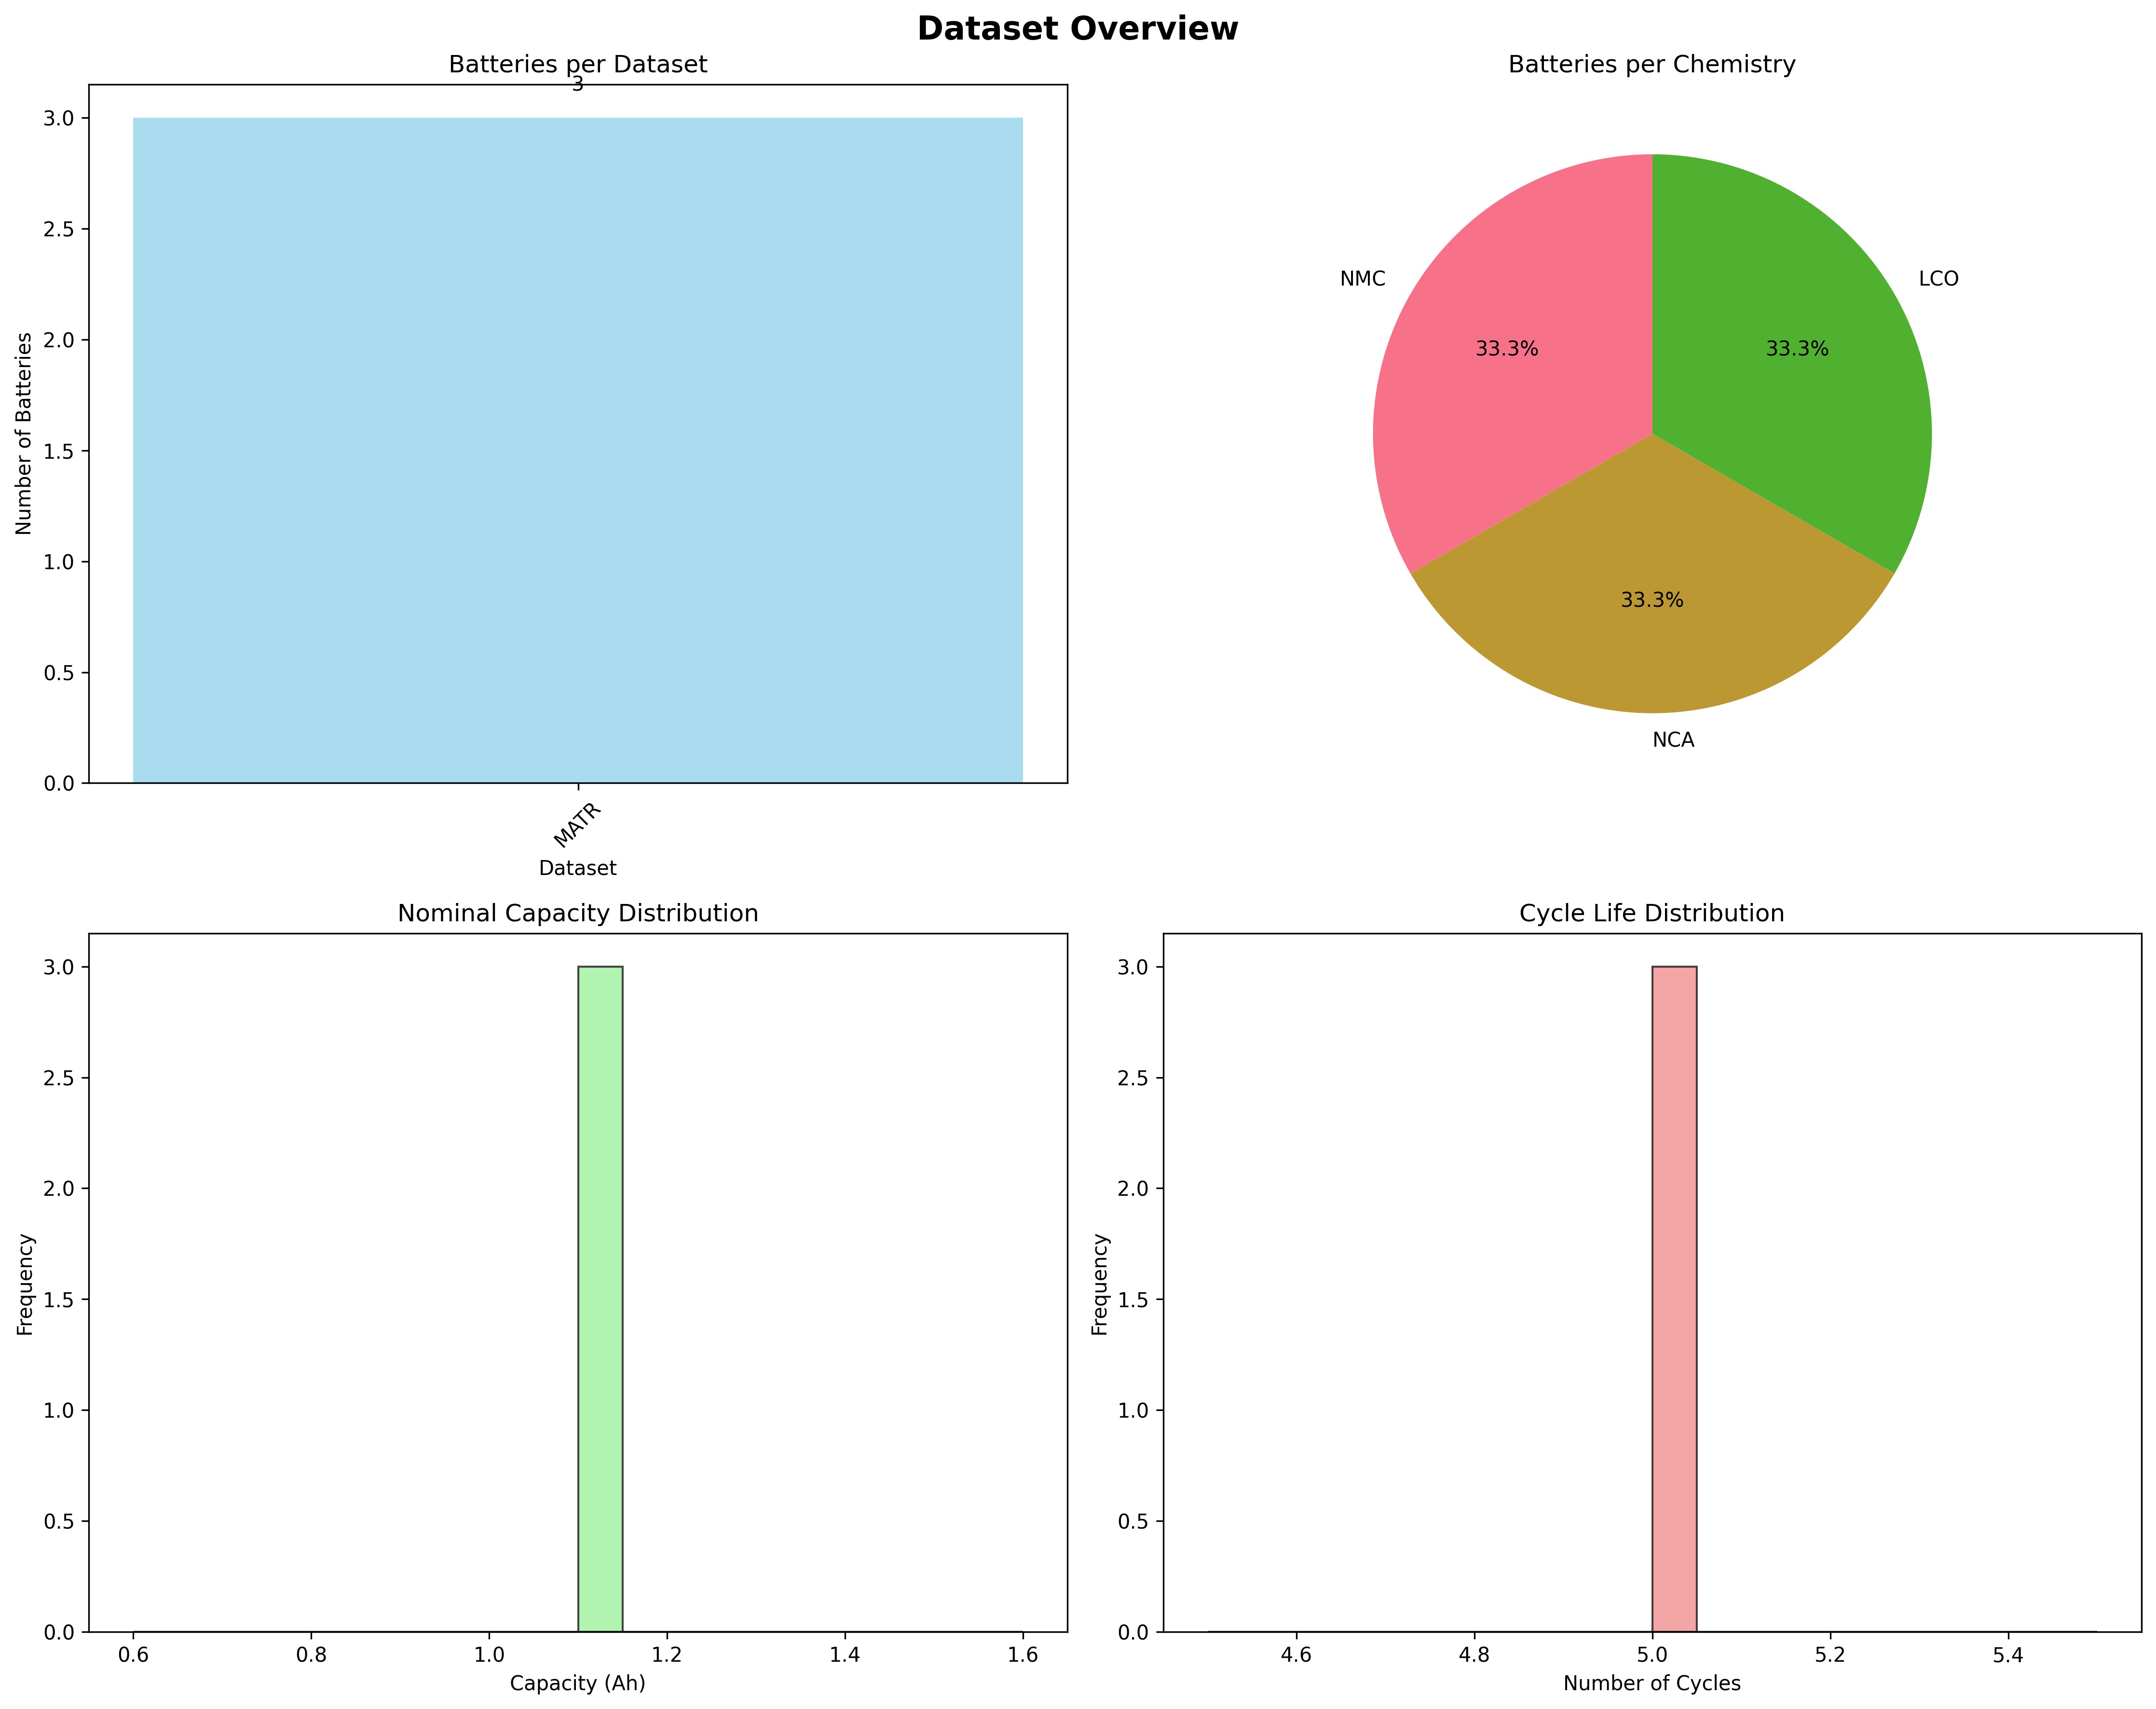 Dataset Overview
Batteries per Dataset
3
3.0
2.5
2.0
1.5
1.0
0.5
0.0
Number of Batteries
MATR
Dataset
Batteries per Chemistry
NMC
LCO
33.3%
33.3%
33.3%
NCA
Nominal Capacity Distribution
3.0
2.5
2.0
1.5
1.0
0.5
0.0
Frequency
0.6 0.8 1.0 1.2 1.4 1.6
Capacity (Ah)
Cycle Life Distribution
3.0
2.5
2.0
1.5
1.0
0.5
0.0
Frequency
4.6 4.8 5.0 5.2 5.4
Number of Cycles